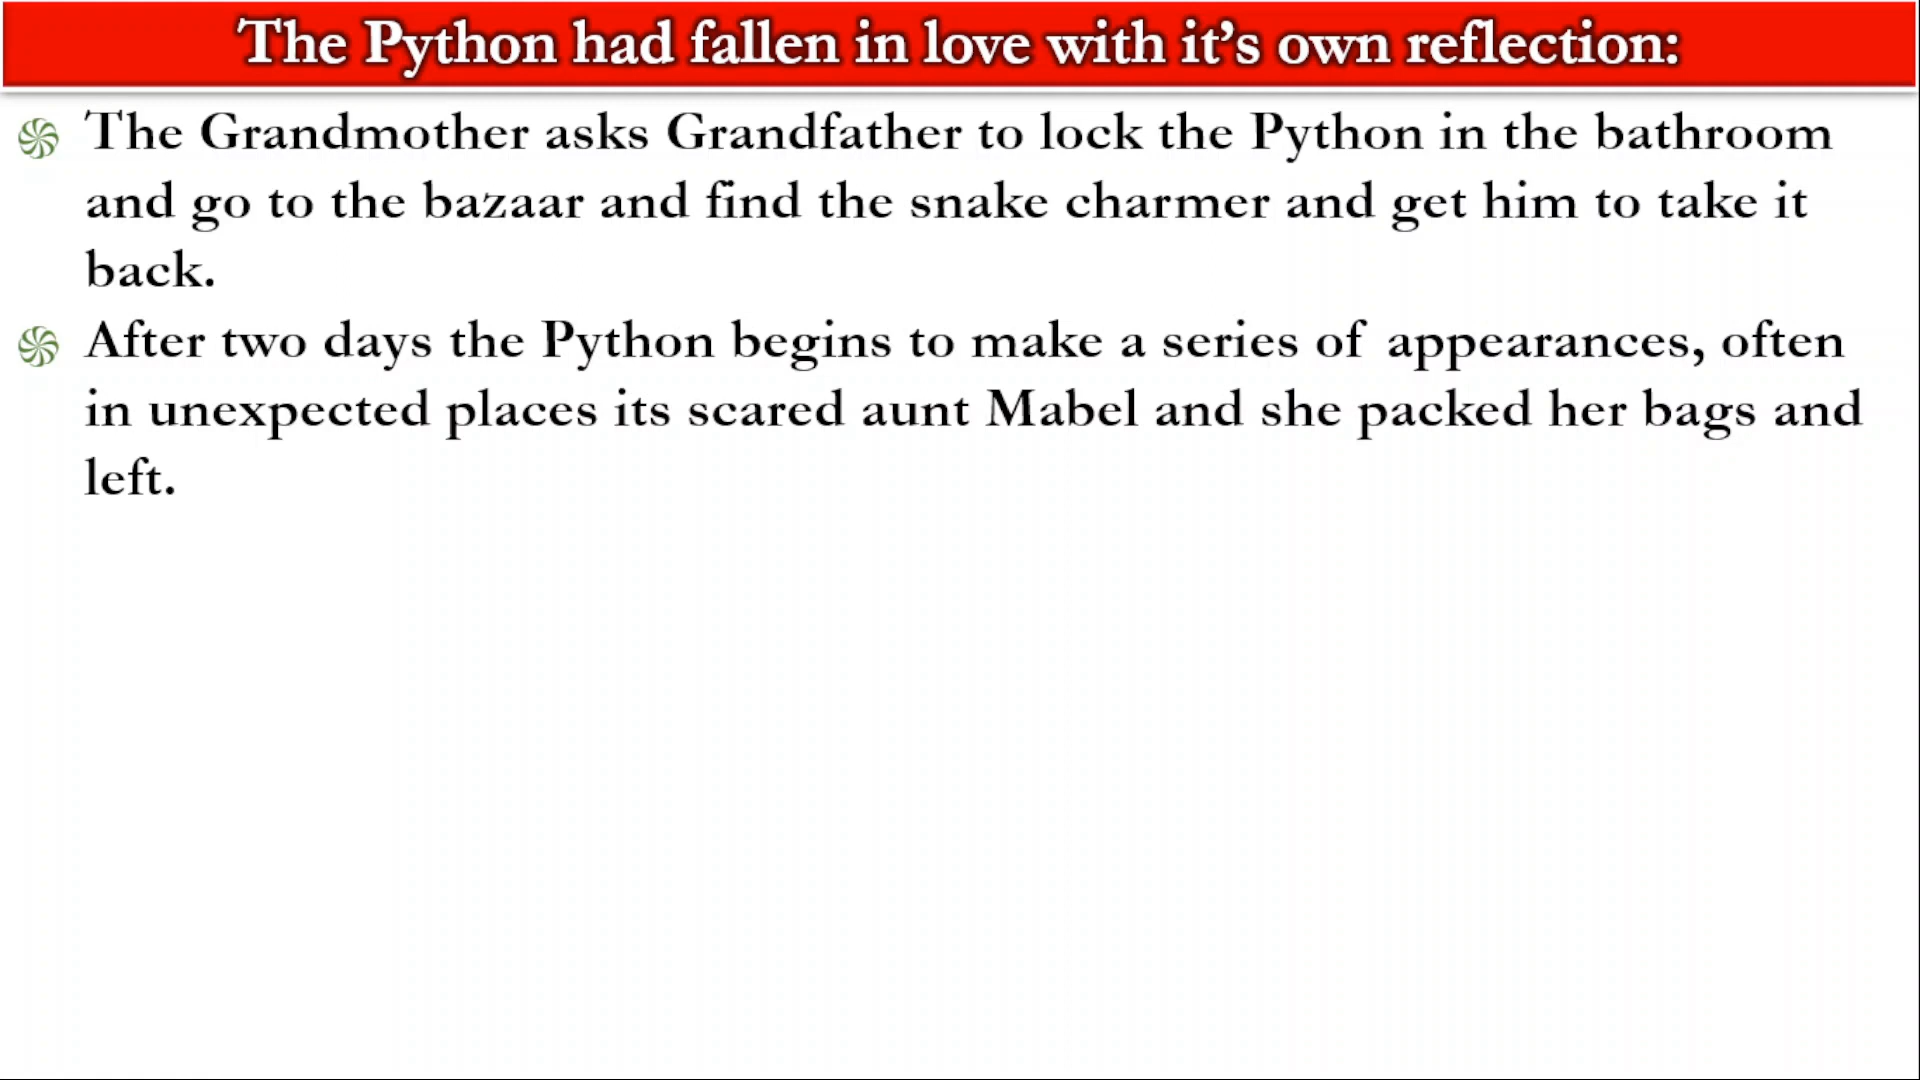 The Python had fallen in love with it’s own reflection:
The Grandmother asks Grandfather to lock the Python in the bathroom
and go to the bazaar and find the snake charmer and get him to take it
back.
After two days the Python begins to make a series of appearances, often
in unexpected places its scared aunt Mabel and she packed her bags and
left.